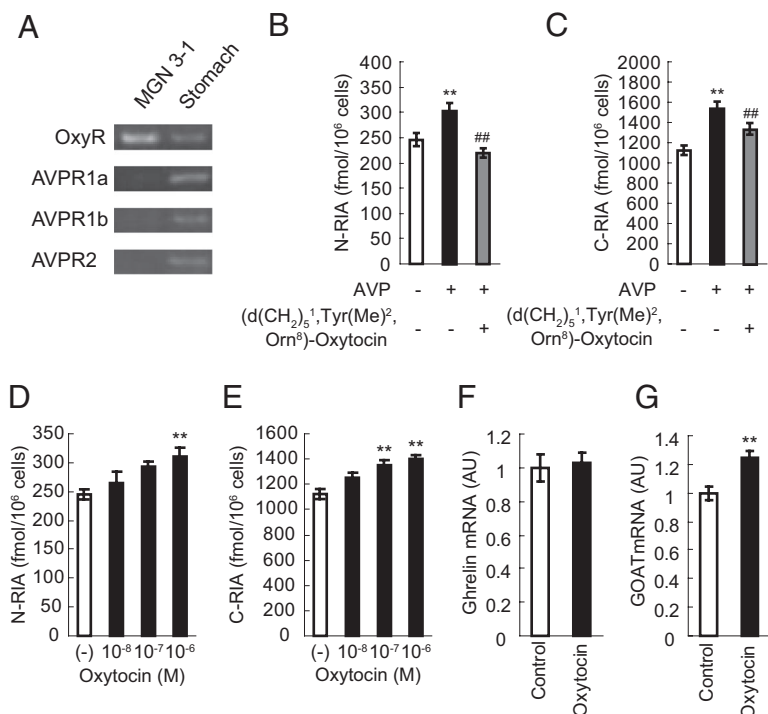 A
MGN 3-1
Stomach
OxyR
AVPR1a
AVPR1b
AVPR2
B
N-RIA (fmol/10⁶ cells)
400
350
300
250
200
150
100
50
0
**
##
AVP - + +
(d(CH₂)₅¹,Tyr(Me)²,
Orn⁸)-Oxytocin - - +
C
C-RIA (fmol/10⁶ cells)
2000
1800
1600
1400
1200
1000
800
600
400
200
0
**
##
AVP - + +
(d(CH₂)₅¹,Tyr(Me)²,
Orn⁸)-Oxytocin - - +
D
N-RIA (fmol/10⁶ cells)
350
300
250
200
150
100
50
0
**
(-) 10⁻⁸ 10⁻⁷ 10⁻⁶
Oxytocin (M)
E
C-RIA (fmol/10⁶ cells)
1600
1400
1200
1000
800
600
400
200
0
** **
(-) 10⁻⁸ 10⁻⁷ 10⁻⁶
Oxytocin (M)
F
Ghrelin mRNA (AU)
1.2
1
0.8
0.6
0.4
0.2
0
Control
Oxytocin
G
GOATmRNA (AU)
1.4
1.2
1
0.8
0.6
0.4
0.2
0
**
Control
Oxytocin